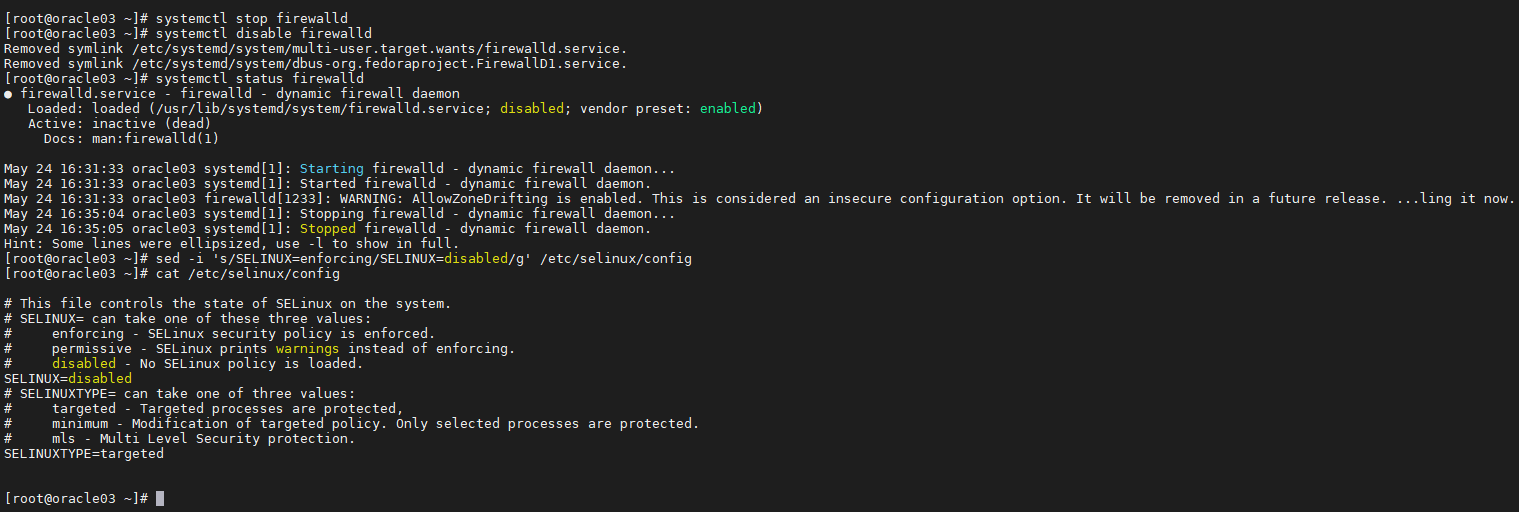 [root@oracle03 ~]# systemctl stop firewalld
[root@oracle03 ~]# systemctl disable firewalld
Removed symlink /etc/systemd/system/multi-user.target.wants/firewalld.service.
Removed symlink /etc/systemd/system/dbus-org.fedoraproject.FirewallD1.service.
[root@oracle03 ~]# systemctl status firewalld
● firewalld.service - firewalld - dynamic firewall daemon
   Loaded: loaded (/usr/lib/systemd/system/firewalld.service; disabled; vendor preset: enabled)
   Active: inactive (dead)
     Docs: man:firewalld(1)

May 24 16:31:33 oracle03 systemd[1]: Starting firewalld - dynamic firewall daemon...
May 24 16:31:33 oracle03 systemd[1]: Started firewalld - dynamic firewall daemon.
May 24 16:31:33 oracle03 firewalld[1233]: WARNING: AllowZoneDrifting is enabled. This is considered an insecure configuration option. It will be removed in a future release. ...ling it now.
May 24 16:35:04 oracle03 systemd[1]: Stopping firewalld - dynamic firewall daemon...
May 24 16:35:05 oracle03 systemd[1]: Stopped firewalld - dynamic firewall daemon.
Hint: Some lines were ellipsized, use -l to show in full.
[root@oracle03 ~]# sed -i 's/SELINUX=enforcing/SELINUX=disabled/g' /etc/selinux/config
[root@oracle03 ~]# cat /etc/selinux/config

# This file controls the state of SELinux on the system.
# SELINUX= can take one of these three values:
#     enforcing - SELinux security policy is enforced.
#     permissive - SELinux prints warnings instead of enforcing.
#     disabled - No SELinux policy is loaded.
SELINUX=disabled
# SELINUXTYPE= can take one of three values:
#     targeted - Targeted processes are protected,
#     minimum - Modification of targeted policy. Only selected processes are protected.
#     mls - Multi Level Security protection.
SELINUXTYPE=targeted

[root@oracle03 ~]#